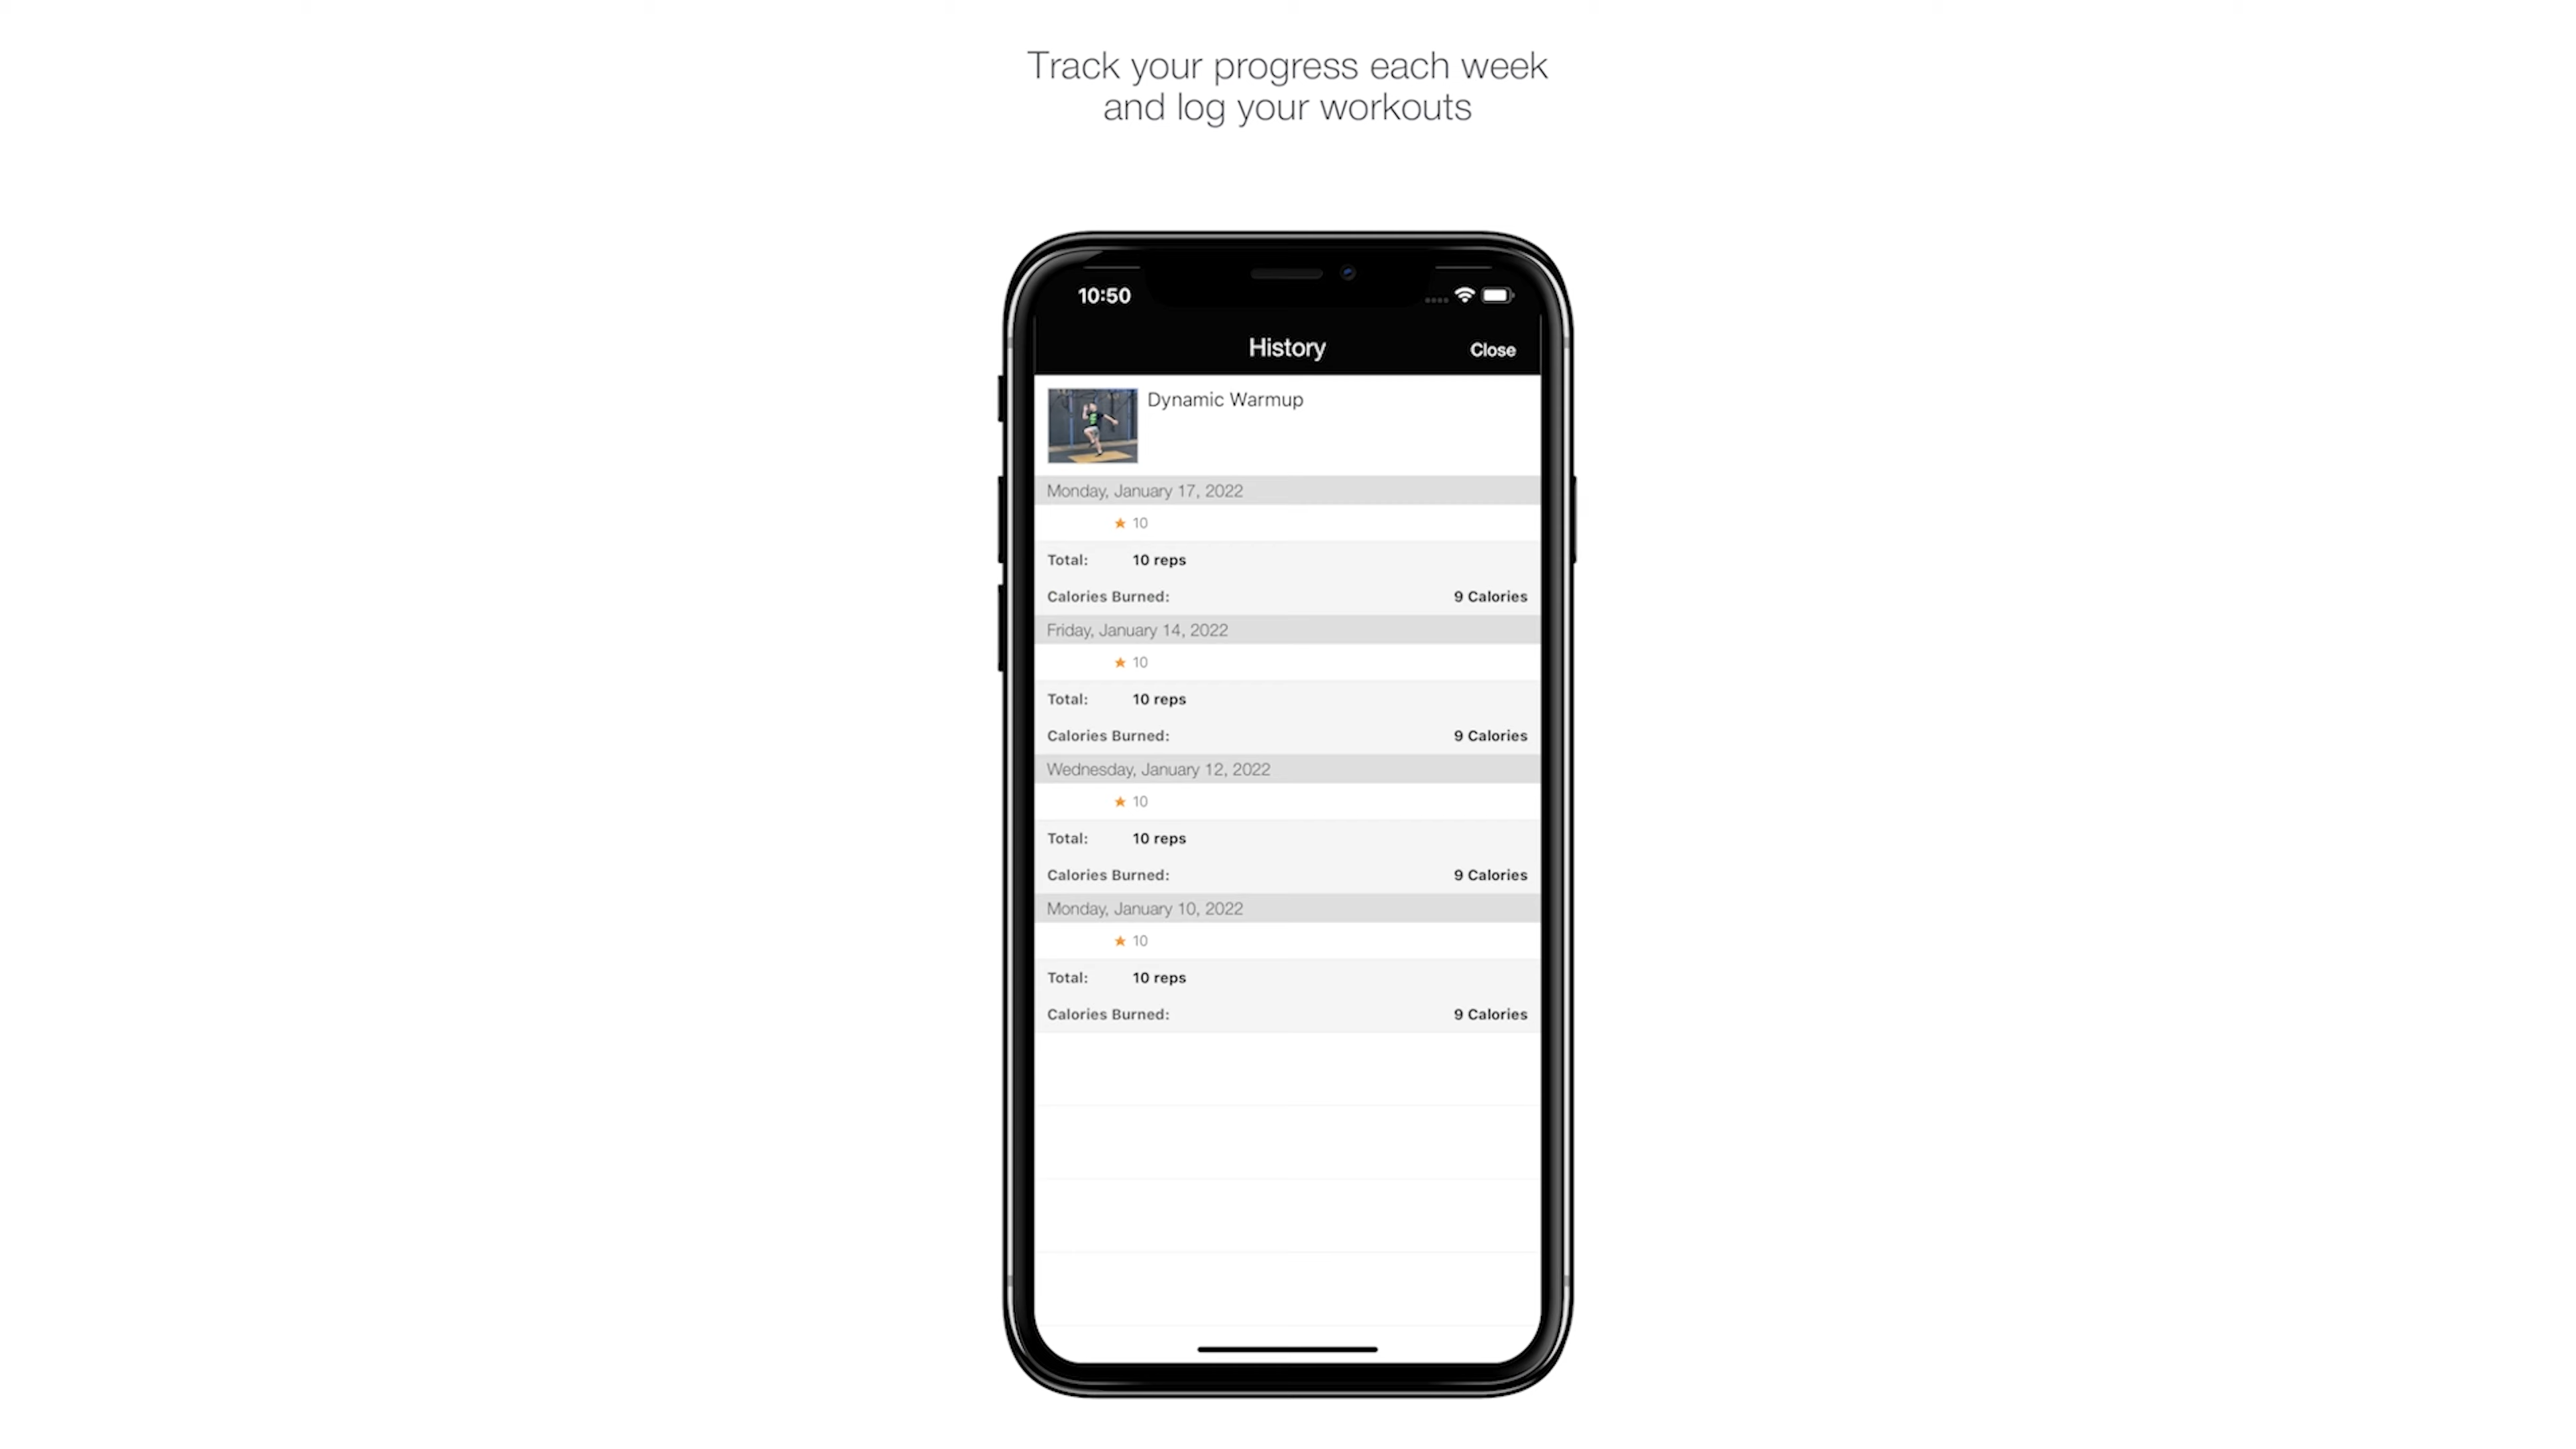 Track your progress each week
and log your workouts
10:50
History
Close
Dynamic Warmup
Monday, January 17, 2022
★ 10
Total: 10 reps
Calories Burned: 9 Calories
Friday, January 14, 2022
★ 10
Total: 10 reps
Calories Burned: 9 Calories
Wednesday, January 12, 2022
★ 10
Total: 10 reps
Calories Burned: 9 Calories
Monday, January 10, 2022
★ 10
Total: 10 reps
Calories Burned: 9 Calories